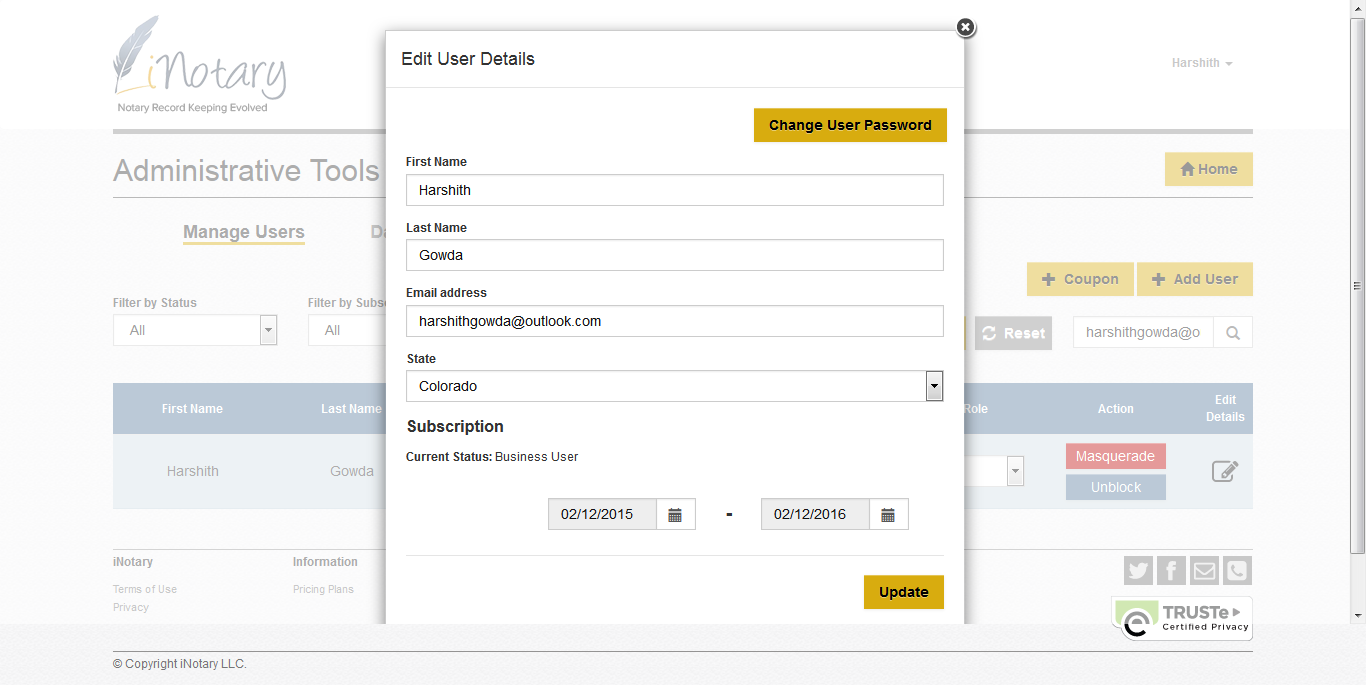 iNotary
Notary Record Keeping Evolved
Harshith
Edit User Details
Change User Password
First Name
Harshith
Last Name
Gowda
Email address
harshithgowda@outlook.com
State
Colorado
Subscription
Current Status: Business User
02/12/2015 - 02/12/2016
Update
Administrative Tools
Home
Manage Users
Coupon
Add User
Filter by Status
All
All
Reset
harshithgowda@o
First Name Last Name Role Action Edit Details
Harshith Gowda
Masquerade
Unblock
iNotary
Information
Terms of Use
Pricing Plans
Privacy
TRUSTe
Certified Privacy
© Copyright iNotary LLC.